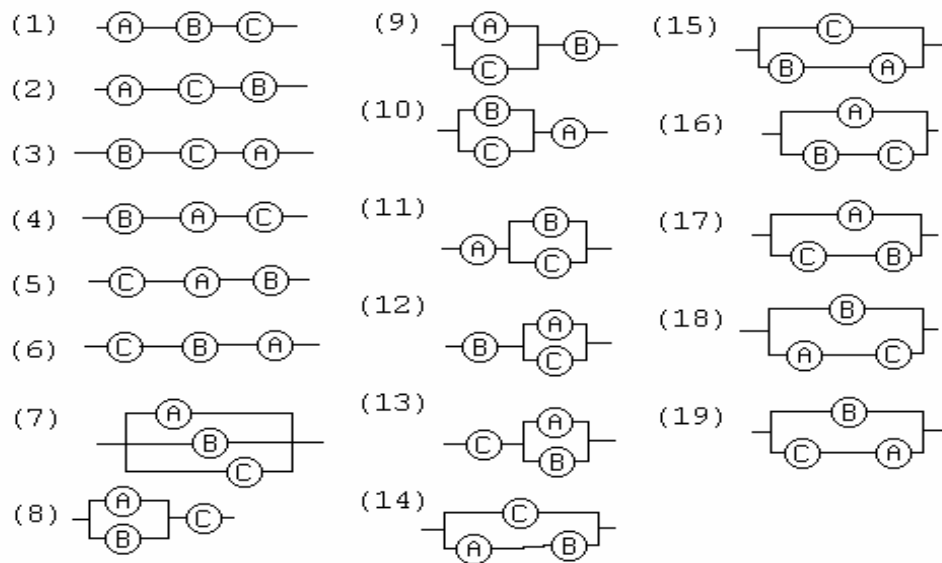 (1) A B C
(2) A C B
(3) B C A
(4) B A C
(5) C A B
(6) C B A
(7) A
B
C
(8) A
C
B
(9) A
B
C
(10) B
A
C
(11) B
A
C
(12) A
B
C
(13) A
C
B
(14) C
A B
(15) C
B A
(16) A
B C
(17) A
C B
(18) B
A C
(19) B
C A